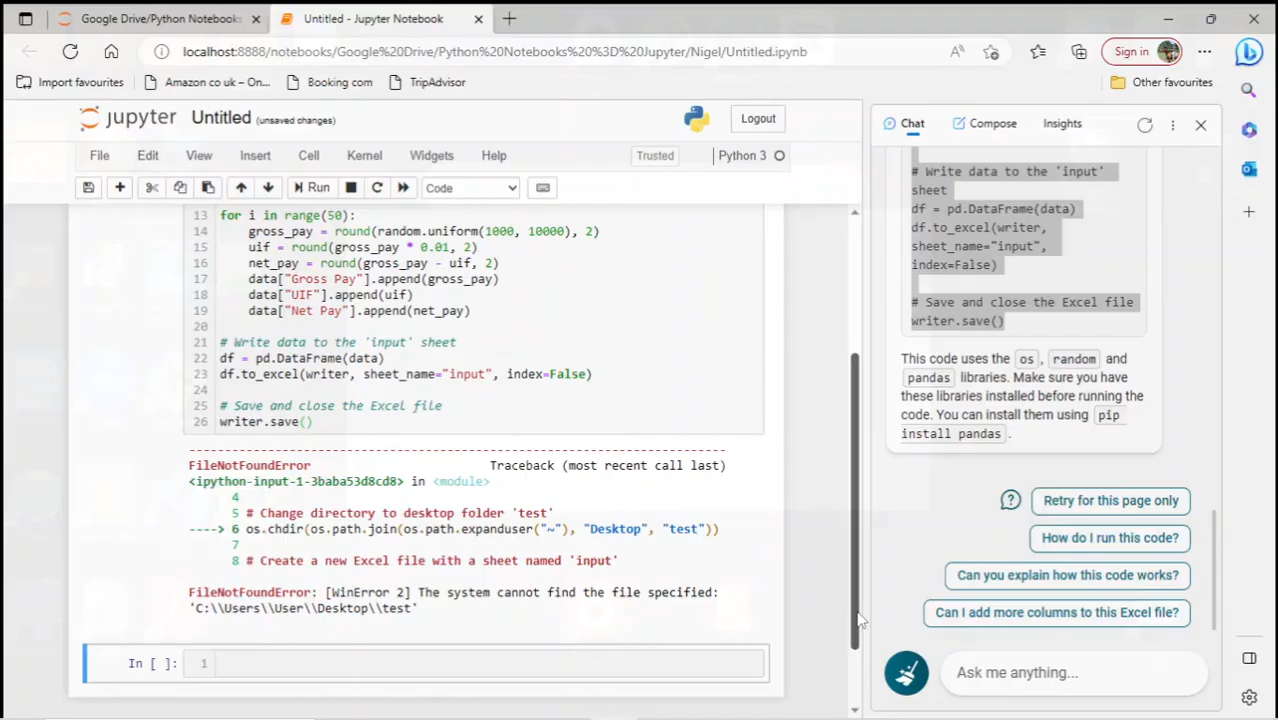 Google Drive/Python Notebooks
Untitled - Jupyter Notebook
localhost:8888/notebooks/Google%20Drive/Python%20Notebooks%20%3D%20Jupyter/Nigel/Untitled.ipynb
Sign in
Import favourites
Amazon co uk – On...
Booking com
TripAdvisor
Other favourites
jupyter Untitled (unsaved changes)
Logout
File Edit View Insert Cell Kernel Widgets Help
Trusted
Python 3
Run
Code
13 for i in range(50):
14 gross_pay = round(random.uniform(1000, 10000), 2)
15 uif = round(gross_pay * 0.01, 2)
16 net_pay = round(gross_pay - uif, 2)
17 data["Gross Pay"].append(gross_pay)
18 data["UIF"].append(uif)
19 data["Net Pay"].append(net_pay)
20
21 # Write data to the 'input' sheet
22 df = pd.DataFrame(data)
23 df.to_excel(writer, sheet_name="input", index=False)
24
25 # Save and close the Excel file
26 writer.save()
FileNotFoundError Traceback (most recent call last)
<ipython-input-1-3baba53d8cd8> in <module>
4
5 # Change directory to desktop folder 'test'
----> 6 os.chdir(os.path.join(os.path.expanduser("~"), "Desktop", "test"))
7
8 # Create a new Excel file with a sheet named 'input'
FileNotFoundError: [WinError 2] The system cannot find the file specified:
'C:\\Users\\User\\Desktop\\test'
In [ ]: 1
Chat Compose Insights
# Write data to the 'input'
sheet
df = pd.DataFrame(data)
df.to_excel(writer,
sheet_name="input",
index=False)
# Save and close the Excel file
writer.save()
This code uses the os, random and
pandas libraries. Make sure you have
these libraries installed before running the
code. You can install them using pip
install pandas .
Retry for this page only
How do I run this code?
Can you explain how this code works?
Can I add more columns to this Excel file?
Ask me anything...